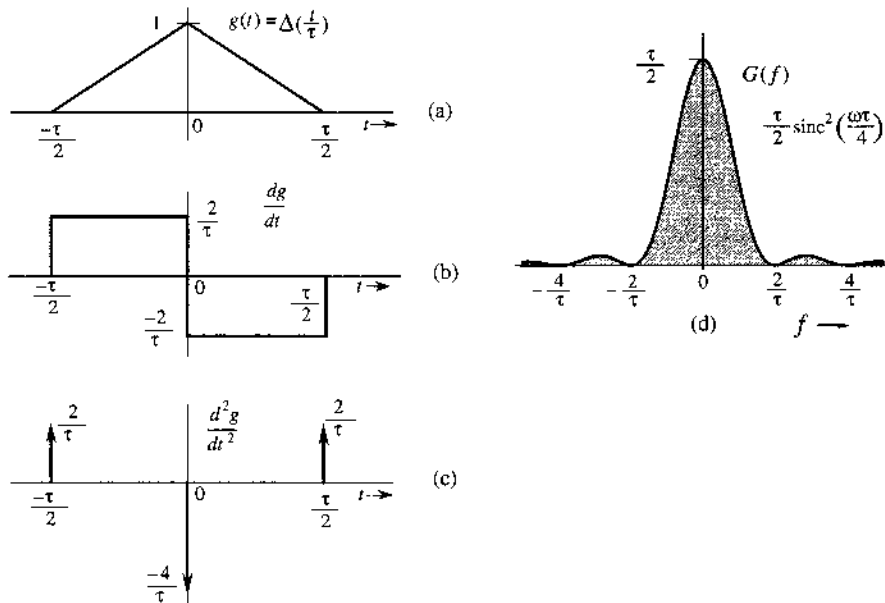 1
g(t) = Δ(t/τ)
-τ/2
0
τ/2
t→
(a)
2/τ
dg/dt
-τ/2
0
τ/2
t→
-2/τ
(b)
2/τ
d²g/dt²
2/τ
-τ/2
0
τ/2
t→
-4/τ
(c)
τ/2
G(f)
τ/2 sinc²(ωτ/4)
-4/τ
-2/τ
0
2/τ
4/τ
(d)
f →